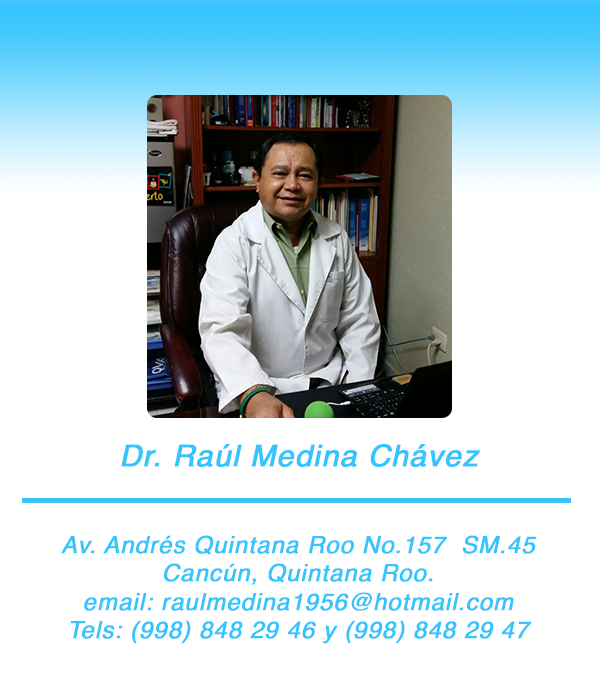 erto
Dr. Raúl Medina Chávez
Av. Andrés Quintana Roo No.157  SM.45
Cancún, Quintana Roo.
email: raulmedina1956@hotmail.com
Tels: (998) 848 29 46 y (998) 848 29 47